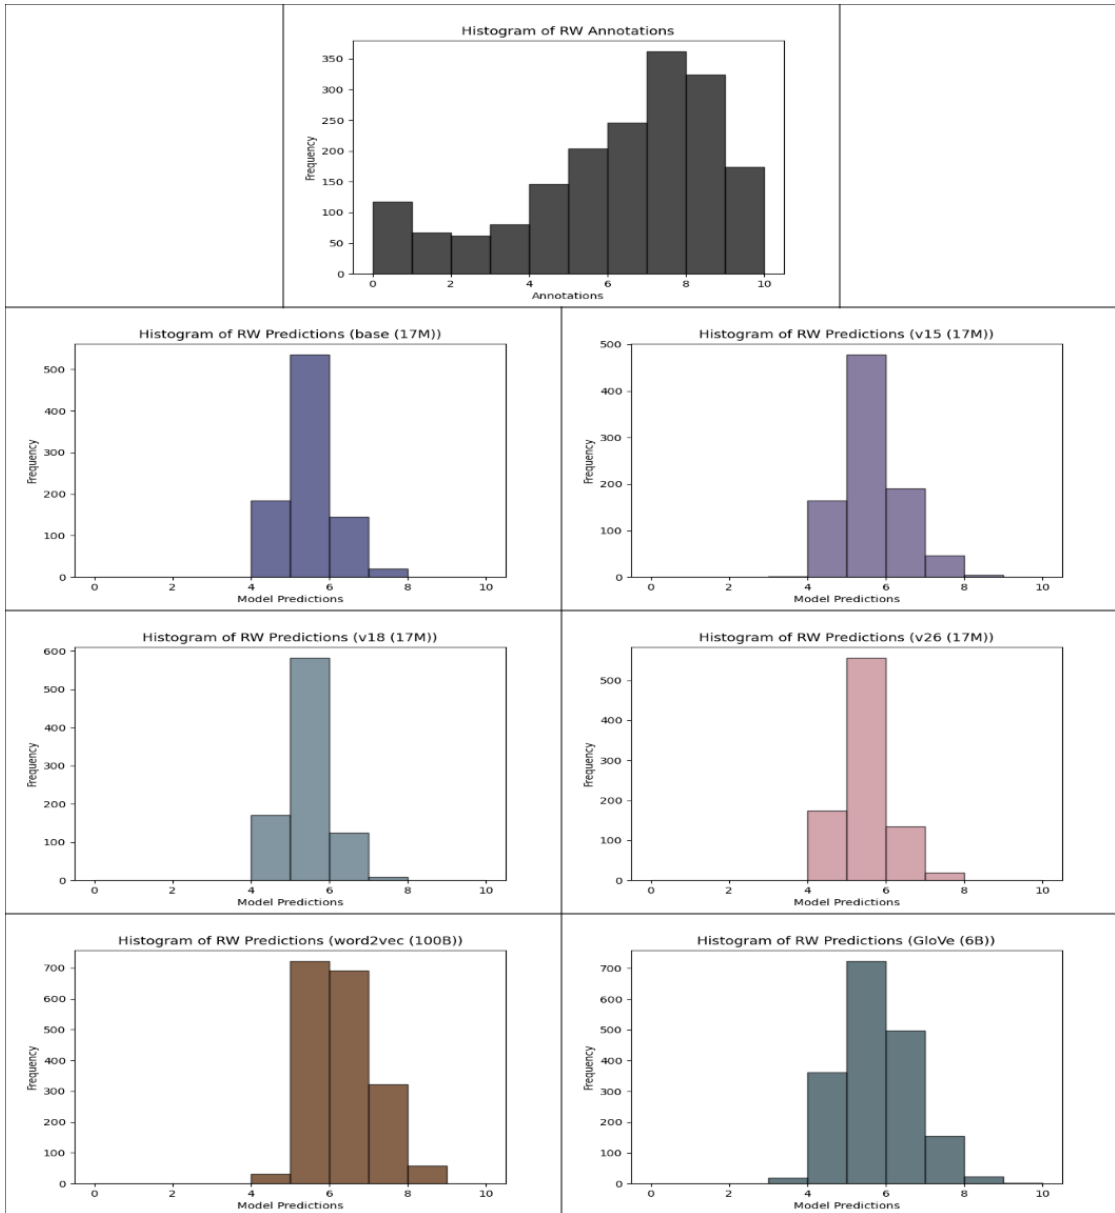 Histogram of RW Annotations
350
300
250
200
150
100
50
0
Frequency
0 2 4 6 8 10
Annotations
Histogram of RW Predictions (base (17M))
500
400
300
200
100
0
Frequency
0 2 4 6 8 10
Model Predictions
Histogram of RW Predictions (v15 (17M))
500
400
300
200
100
0
Frequency
0 2 4 6 8 10
Model Predictions
Histogram of RW Predictions (v18 (17M))
600
500
400
300
200
100
0
Frequency
0 2 4 6 8 10
Model Predictions
Histogram of RW Predictions (v26 (17M))
500
400
300
200
100
0
Frequency
0 2 4 6 8 10
Model Predictions
Histogram of RW Predictions (word2vec (100B))
700
600
500
400
300
200
100
0
Frequency
0 2 4 6 8 10
Model Predictions
Histogram of RW Predictions (GloVe (6B))
700
600
500
400
300
200
100
0
Frequency
0 2 4 6 8 10
Model Predictions